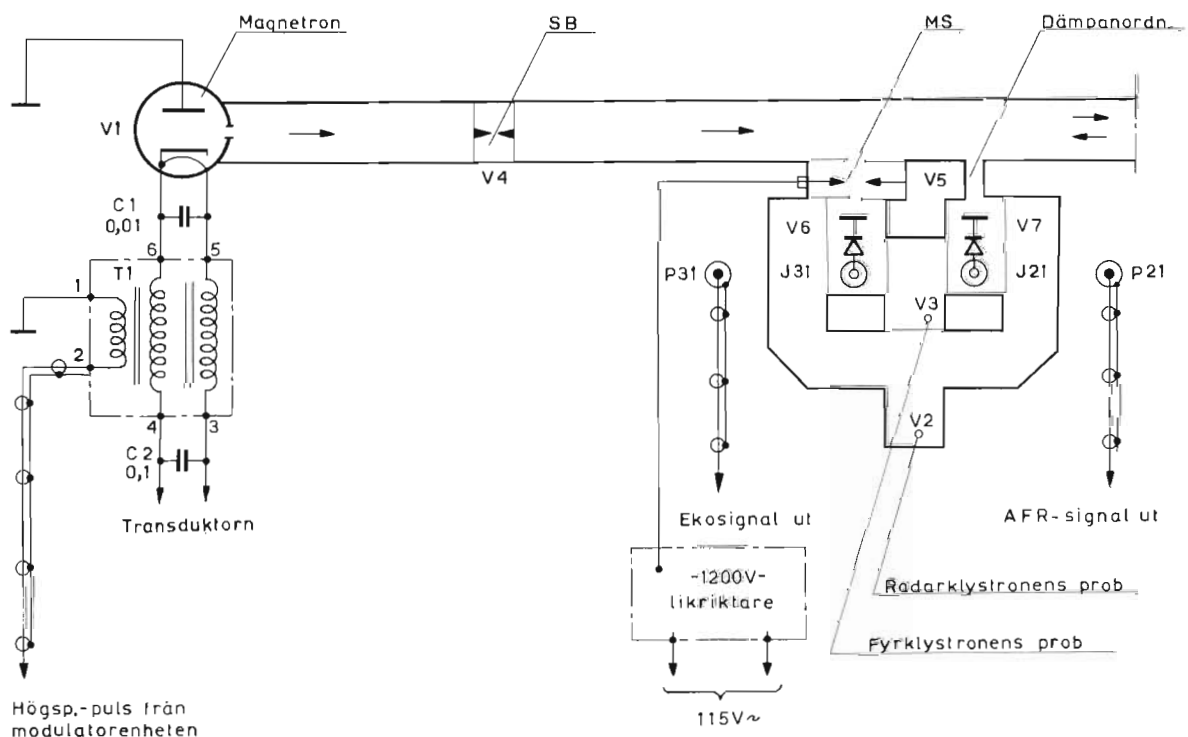 Magnetron
SB
MS
Dämpanordn.
V1
V4
V5
C1
0,01
V6
V7
6
5
T1
J31
J21
1
P31
P21
2
V3
4
3
V2
C2
0,1
Transduktorn
Ekosignal ut
AFR-signal ut
-1200V-
likriktare
Radarklystronens prob
Fyrklystronens prob
Högsp.-puls från
modulatorenheten
115V~